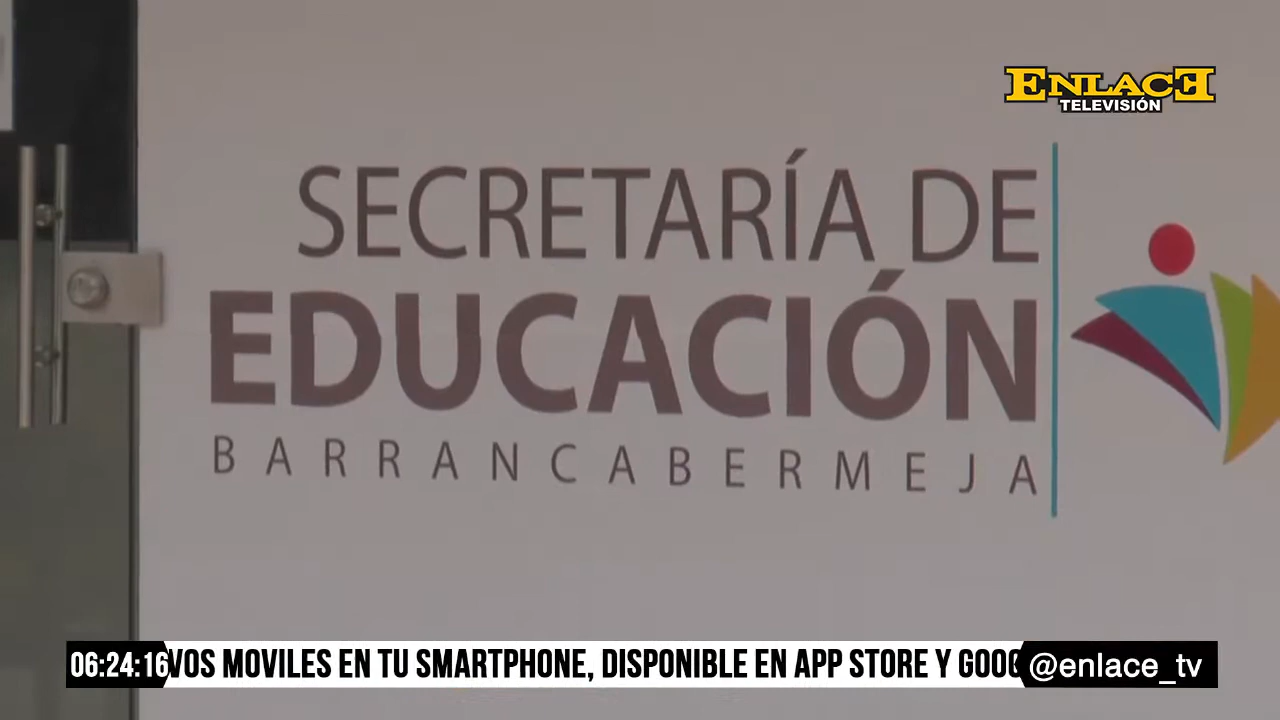 ENLACE
TELEVISIÓN
SECRETARÍA DE
EDUCACIÓN
BARRANCABERMEJA
06:24:16 VOS MOVILES EN TU SMARTPHONE, DISPONIBLE EN APP STORE Y GOOG @enlace_tv